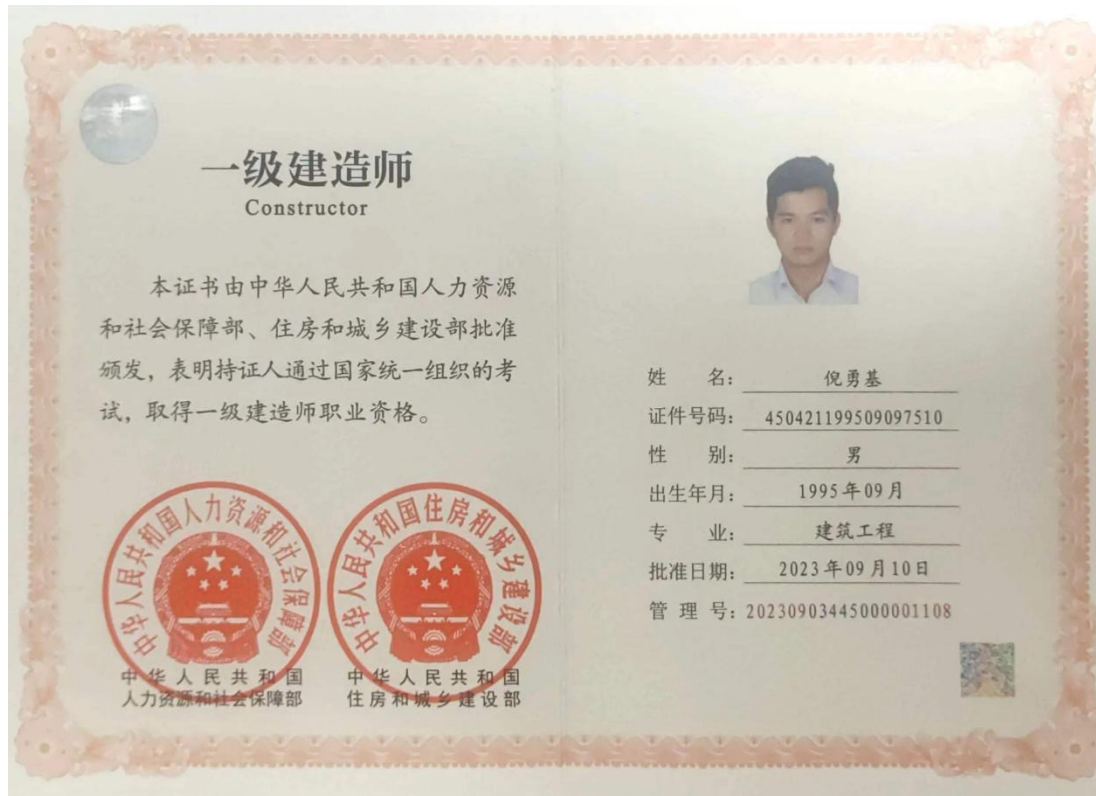 一级建造师
Constructor
本证书由中华人民共和国人力资源
和社会保障部、住房和城乡建设部批准
颁发，表明持证人通过国家统一组织的考
试，取得一级建造师职业资格。
中华人民共和国人力资源和社会保障部
中华人民共和国住房和城乡建设部
中华人民共和国
人力资源和社会保障部
中华人民共和国
住房和城乡建设部
姓 名： 倪勇基
证件号码： 450421199509097510
性 别： 男
出生年月： 1995年09月
专 业： 建筑工程
批准日期： 2023年09月10日
管 理 号：20230903445000001108